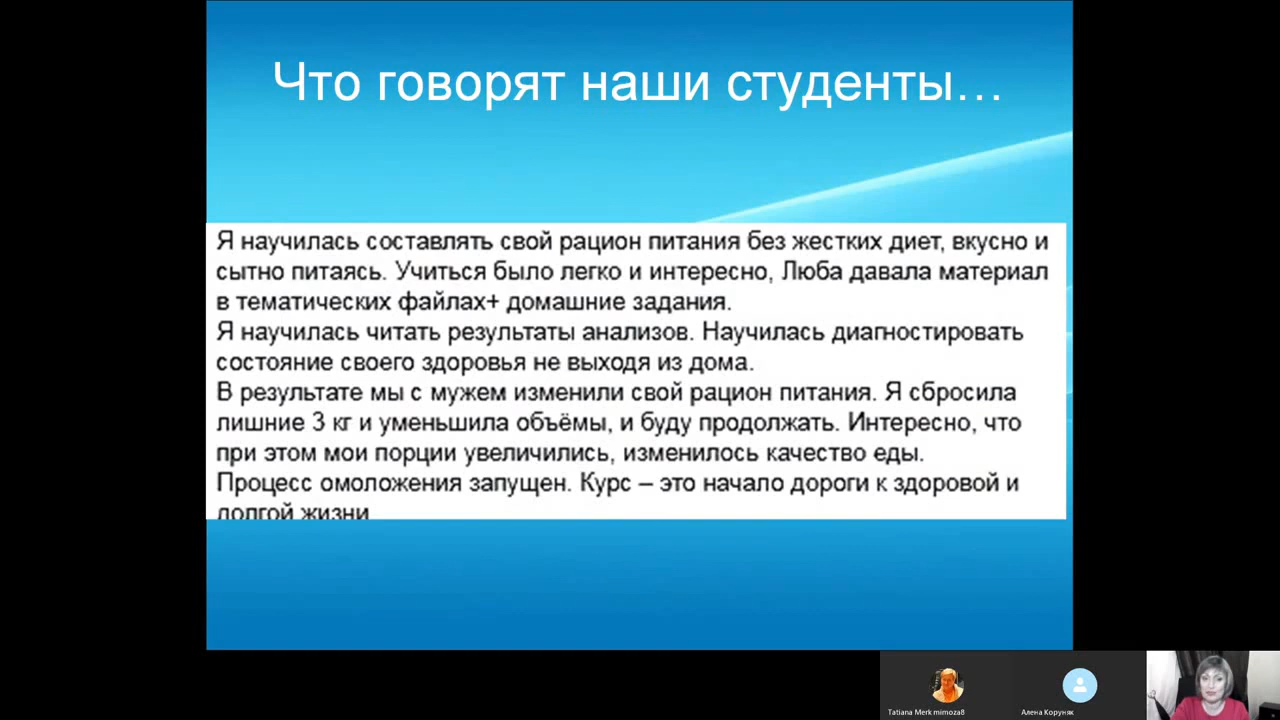 Что говорят наши студенты...
Я научилась составлять свой рацион питания без жестких диет, вкусно и
сытно питаясь. Учиться было легко и интересно, Люба давала материал
в тематических файлах+ домашние задания.
Я научилась читать результаты анализов. Научилась диагностировать
состояние своего здоровья не выходя из дома.
В результате мы с мужем изменили свой рацион питания. Я сбросила
лишние 3 кг и уменьшила объёмы, и буду продолжать. Интересно, что
при этом мои порции увеличились, изменилось качество еды.
Процесс омоложения запущен. Курс – это начало дороги к здоровой и
долгой жизни
Tatiana Merk mimoza8
Алена Коруняк